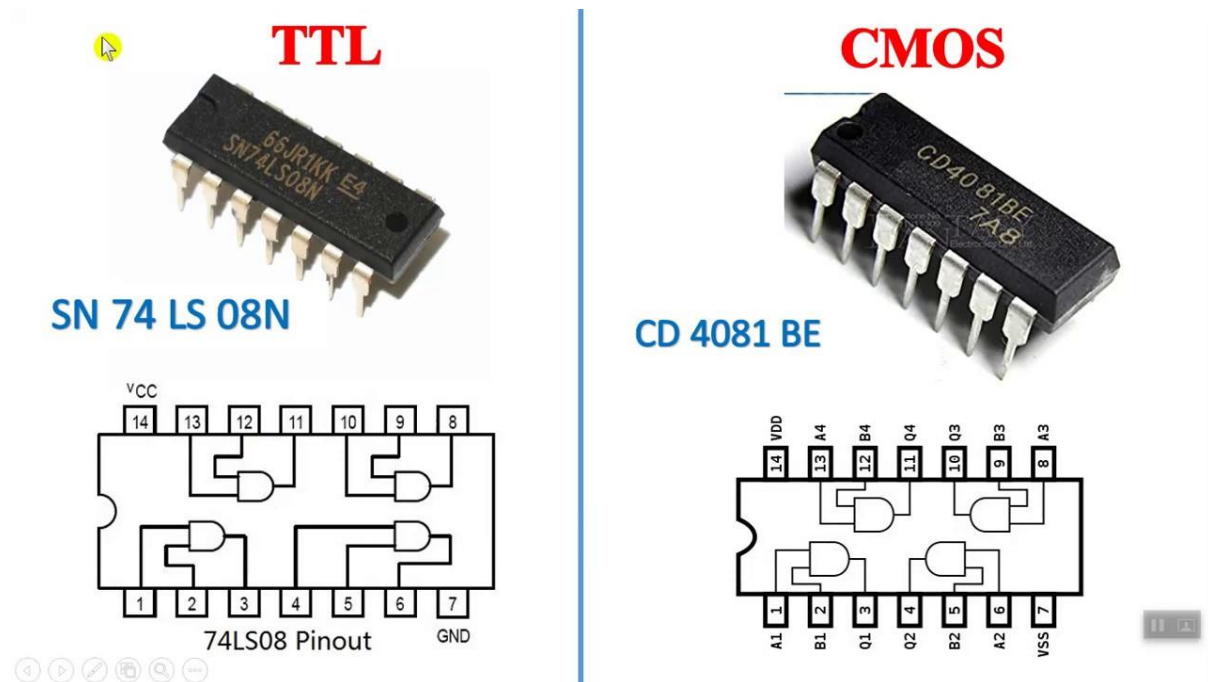 TTL
66JR1KK E4
SN74LS08N
SN 74 LS 08N
VCC
14 13 12 11 10 9 8
1 2 3 4 5 6 7
74LS08 Pinout
GND
CMOS
CD4081BE
7A8
CD 4081 BE
VDD A4 B4 Q4 Q3 B3 A3
14 13 12 11 10 9 8
1 2 3 4 5 6 7
A1 B1 Q1 Q2 B2 A2 VSS